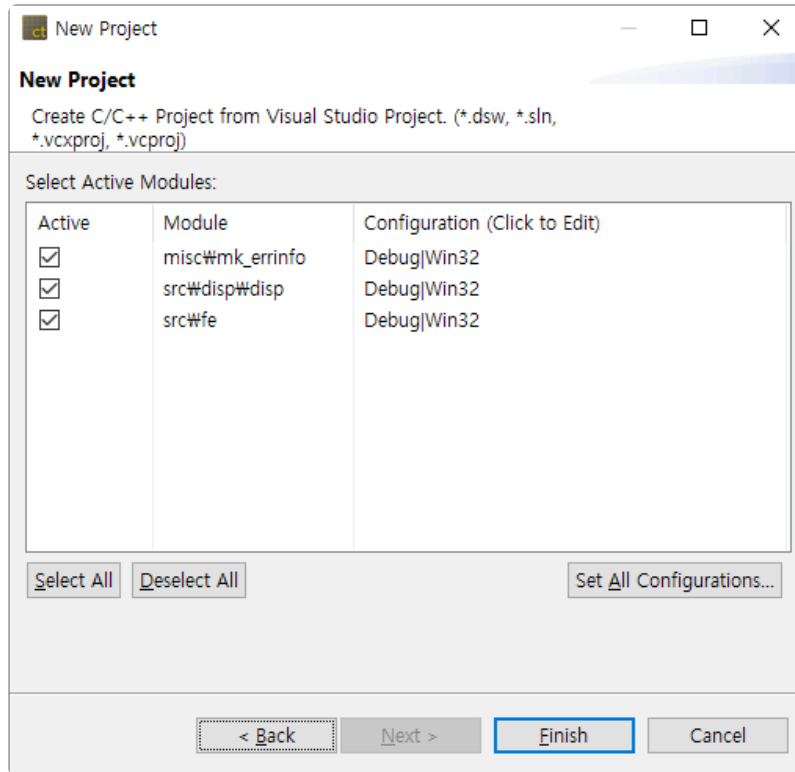 ct New Project
New Project
Create C/C++ Project from Visual Studio Project. (*.dsw, *.sln,
*.vcxproj, *.vcproj)
Select Active Modules:
Active Module Configuration (Click to Edit)
misc₩mk_errinfo Debug|Win32
src₩disp₩disp Debug|Win32
src₩fe Debug|Win32
Select All Deselect All Set All Configurations...
< Back Next > Finish Cancel